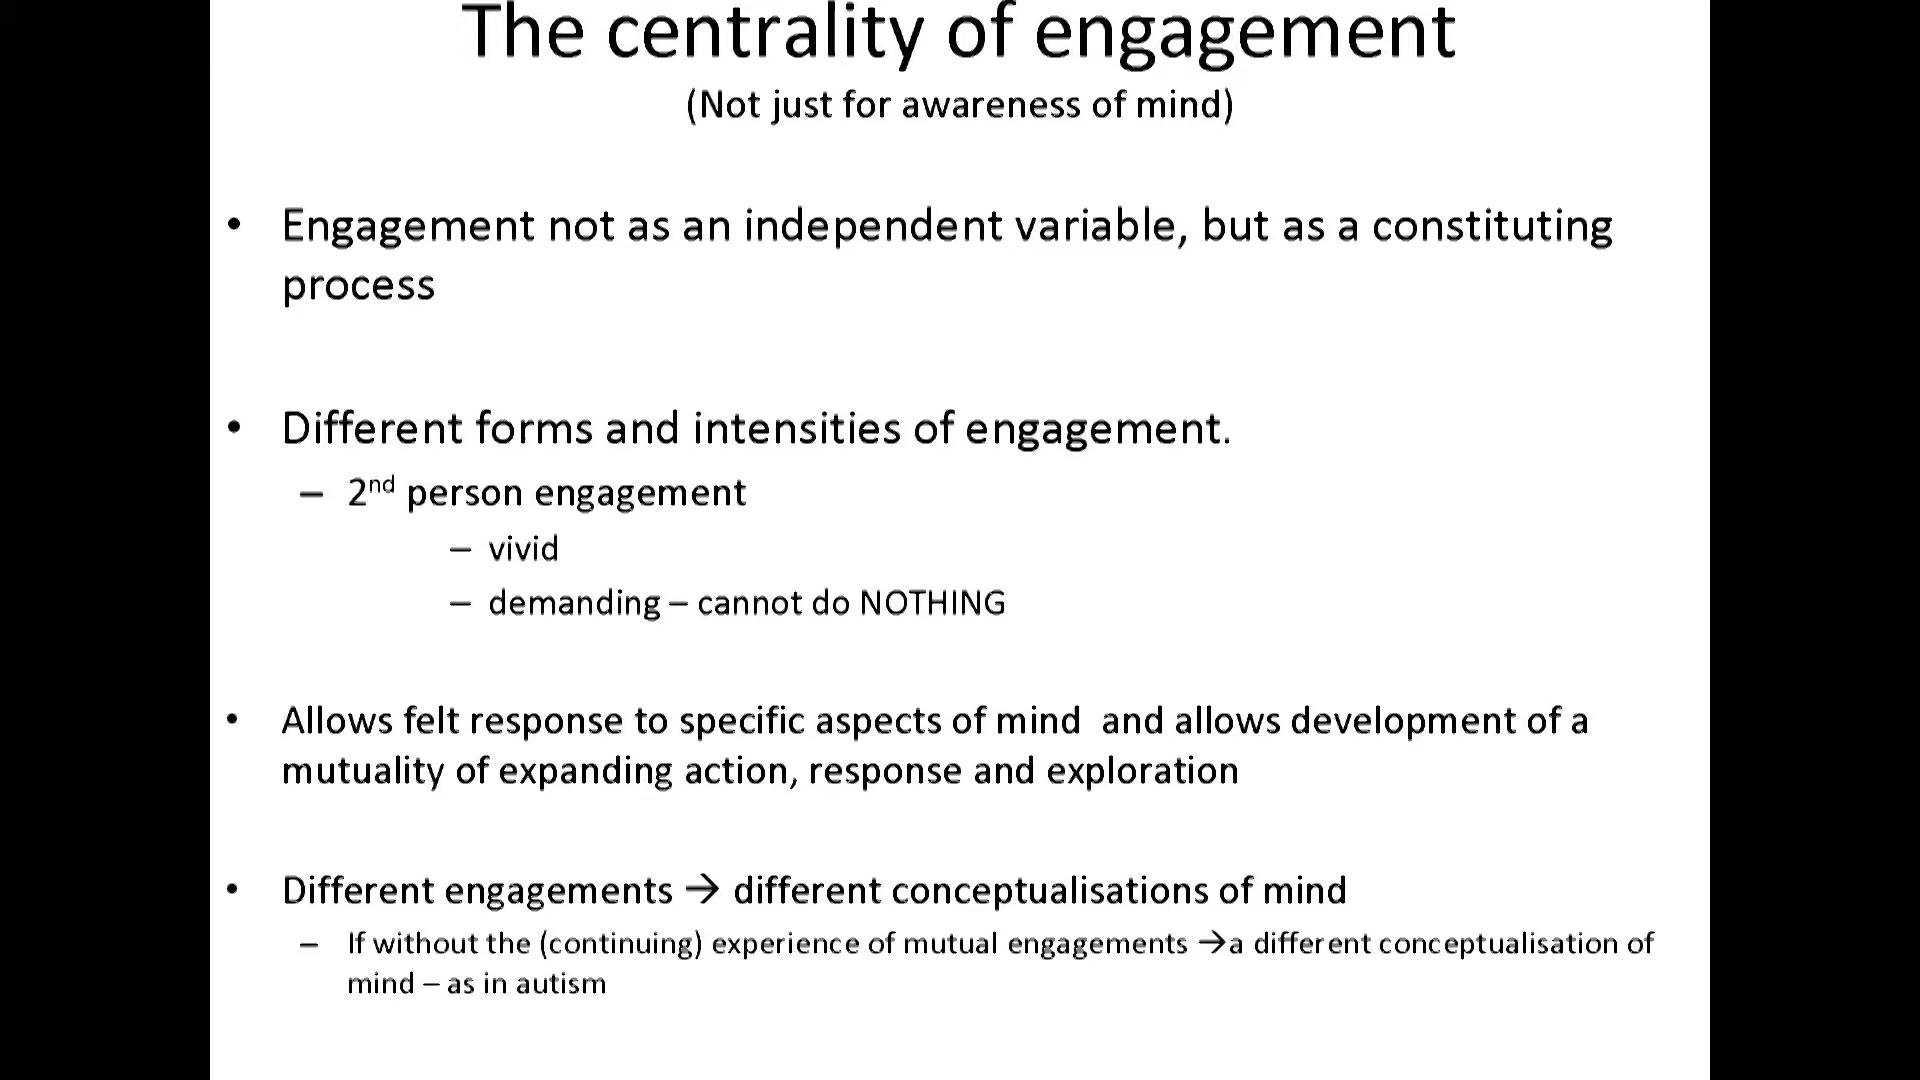 The centrality of engagement
(Not just for awareness of mind)
• Engagement not as an independent variable, but as a constituting
process
• Different forms and intensities of engagement.
– 2nd person engagement
– vivid
– demanding – cannot do NOTHING
• Allows felt response to specific aspects of mind and allows development of a
mutuality of expanding action, response and exploration
• Different engagements → different conceptualisations of mind
– If without the (continuing) experience of mutual engagements →a different conceptualisation of
mind – as in autism